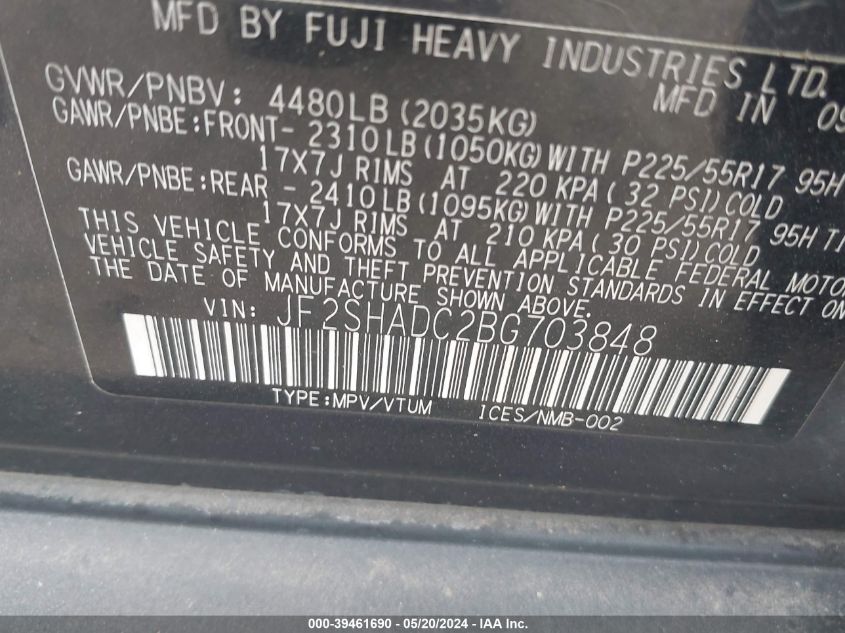 MFD BY FUJI HEAVY INDUSTRIES LTD.
MFD IN 09
GVWR/PNBV: 4480LB (2035KG)
GAWR/PNBE:FRONT- 2310LB(1050KG)WITH P225/55R17 95H
17X7J RIMS AT 220 KPA( 32 PSI)COLD
GAWR/PNBE:REAR - 2410LB(1095KG)WITH P225/55R17 95H TI
17X7J RIMS AT 210 KPA( 30 PSI)COLD
THIS VEHICLE CONFORMS TO ALL APPLICABLE FEDERAL MOTO
VEHICLE SAFETY AND THEFT PREVENTION STANDARDS IN EFFECT ON
THE DATE OF MANUFACTURE SHOWN ABOVE.
VIN: JF2SHADC2BG703848
TYPE:MPV/VTUM ICES/NMB-002
000-39461690 - 05/20/2024 - IAA Inc.